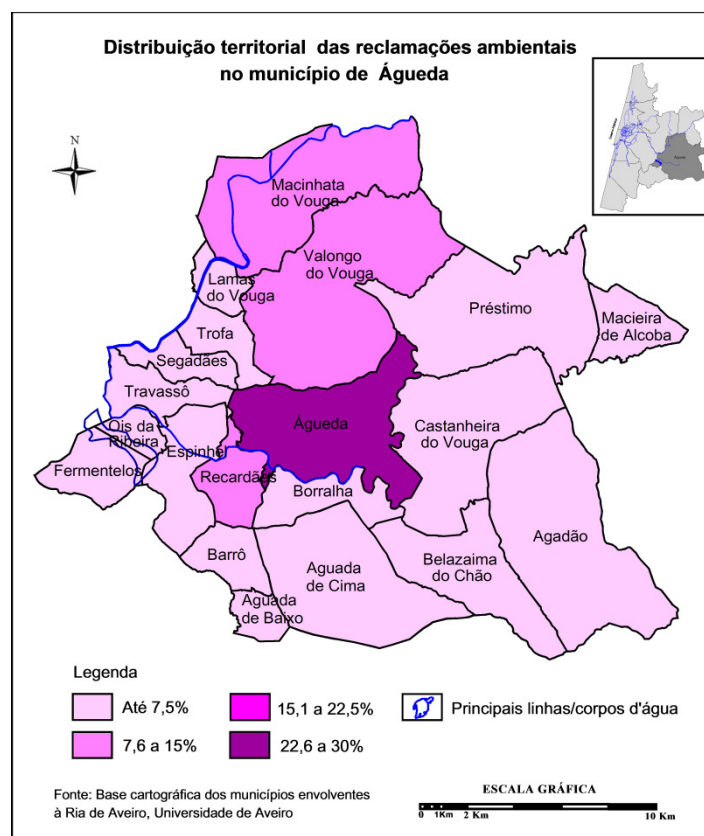 Distribuição territorial das reclamações ambientais
no município de Águeda
N
Macinhata
do Vouga
Valongo
do Vouga
Lamas
do Vouga
Préstimo
Macieira
de Alcoba
Trofa
Segadães
Travassô
Águeda
Castanheira
do Vouga
Ois da
Ribeira
Espinhel
Fermentelos
Recardães
Borralha
Agadão
Barrô
Aguada
de Cima
Belazaima
do Chão
Aguada
de Baixo
Legenda
Até 7,5%
15,1 a 22,5%
Principais linhas/corpos d'água
7,6 a 15%
22,6 a 30%
Fonte: Base cartográfica dos municípios envolventes
à Ria de Aveiro, Universidade de Aveiro
ESCALA GRÁFICA
0 1Km 2 Km 10 Km